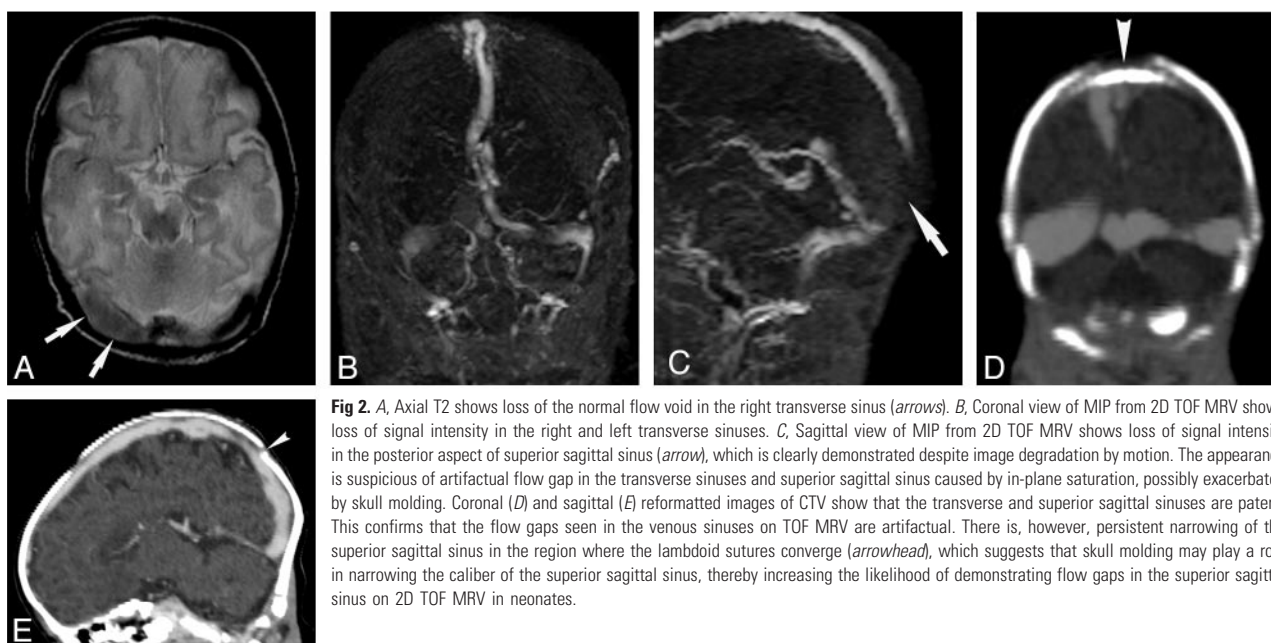 A
B
C
D
E
Fig 2. A, Axial T2 shows loss of the normal flow void in the right transverse sinus (arrows). B, Coronal view of MIP from 2D TOF MRV show
loss of signal intensity in the right and left transverse sinuses. C, Sagittal view of MIP from 2D TOF MRV shows loss of signal intensi
in the posterior aspect of superior sagittal sinus (arrow), which is clearly demonstrated despite image degradation by motion. The appearan
is suspicious of artifactual flow gap in the transverse sinuses and superior sagittal sinus caused by in-plane saturation, possibly exacerbate
by skull molding. Coronal (D) and sagittal (E) reformatted images of CTV show that the transverse and superior sagittal sinuses are paten
This confirms that the flow gaps seen in the venous sinuses on TOF MRV are artifactual. There is, however, persistent narrowing of th
superior sagittal sinus in the region where the lambdoid sutures converge (arrowhead), which suggests that skull molding may play a ro
in narrowing the caliber of the superior sagittal sinus, thereby increasing the likelihood of demonstrating flow gaps in the superior sagitt
sinus on 2D TOF MRV in neonates.